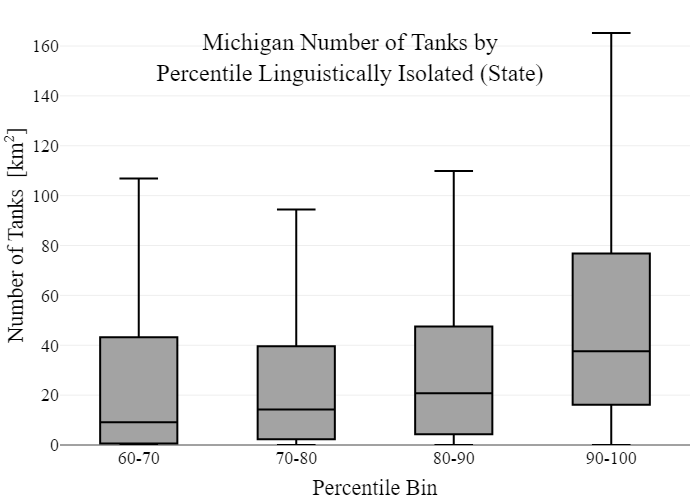 Michigan Number of Tanks by
Percentile Linguistically Isolated (State)
Number of Tanks [km²]
160
140
120
100
80
60
40
20
0
60-70 70-80 80-90 90-100
Percentile Bin